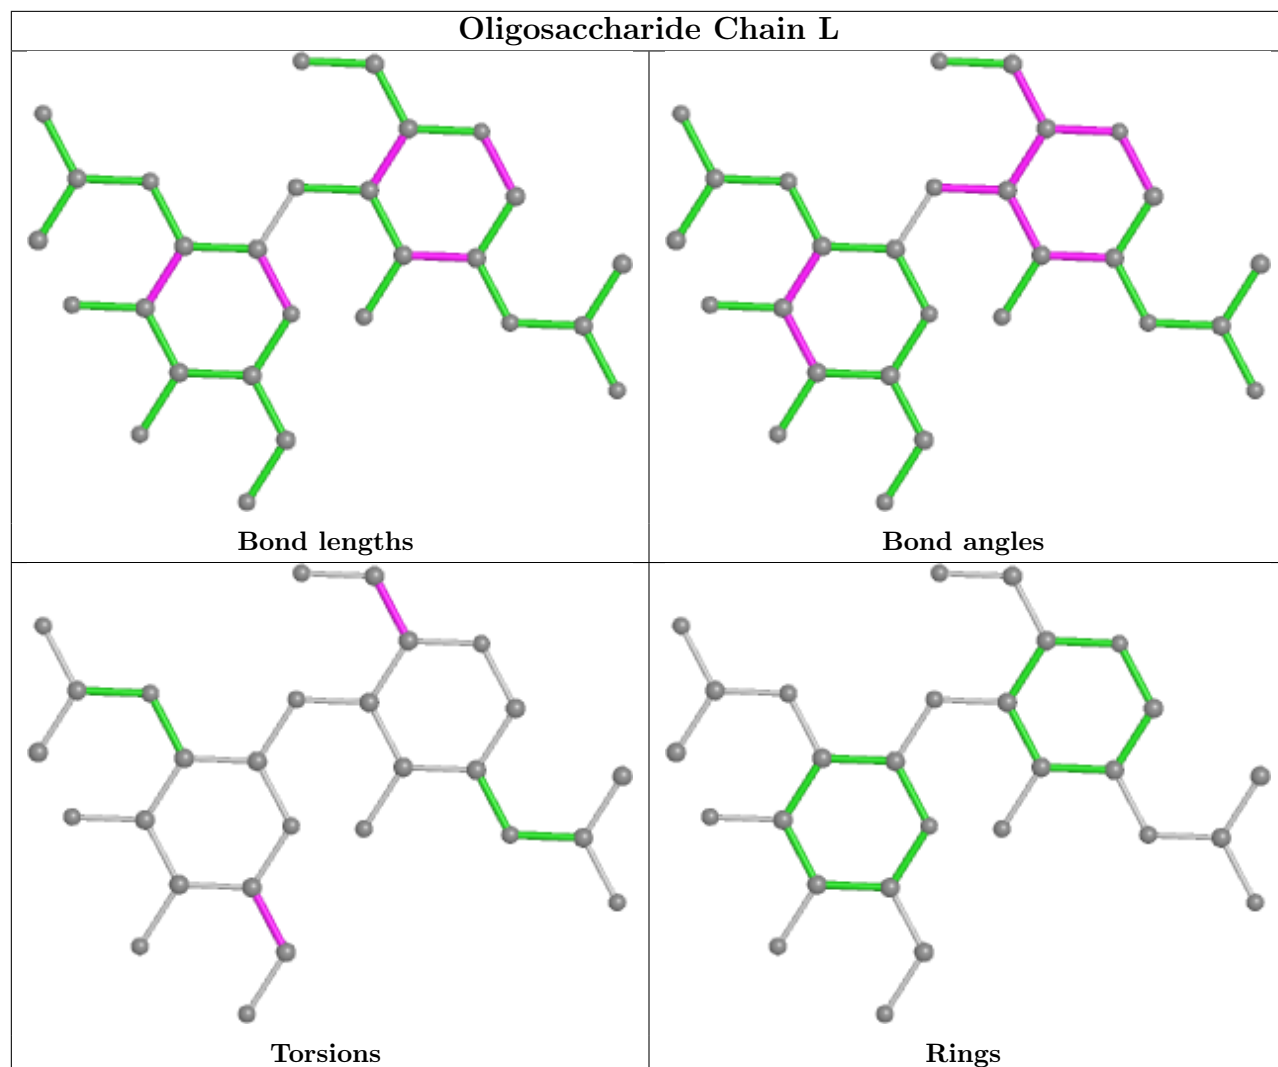 Oligosaccharide Chain L
Bond lengths
Bond angles
Torsions
Rings